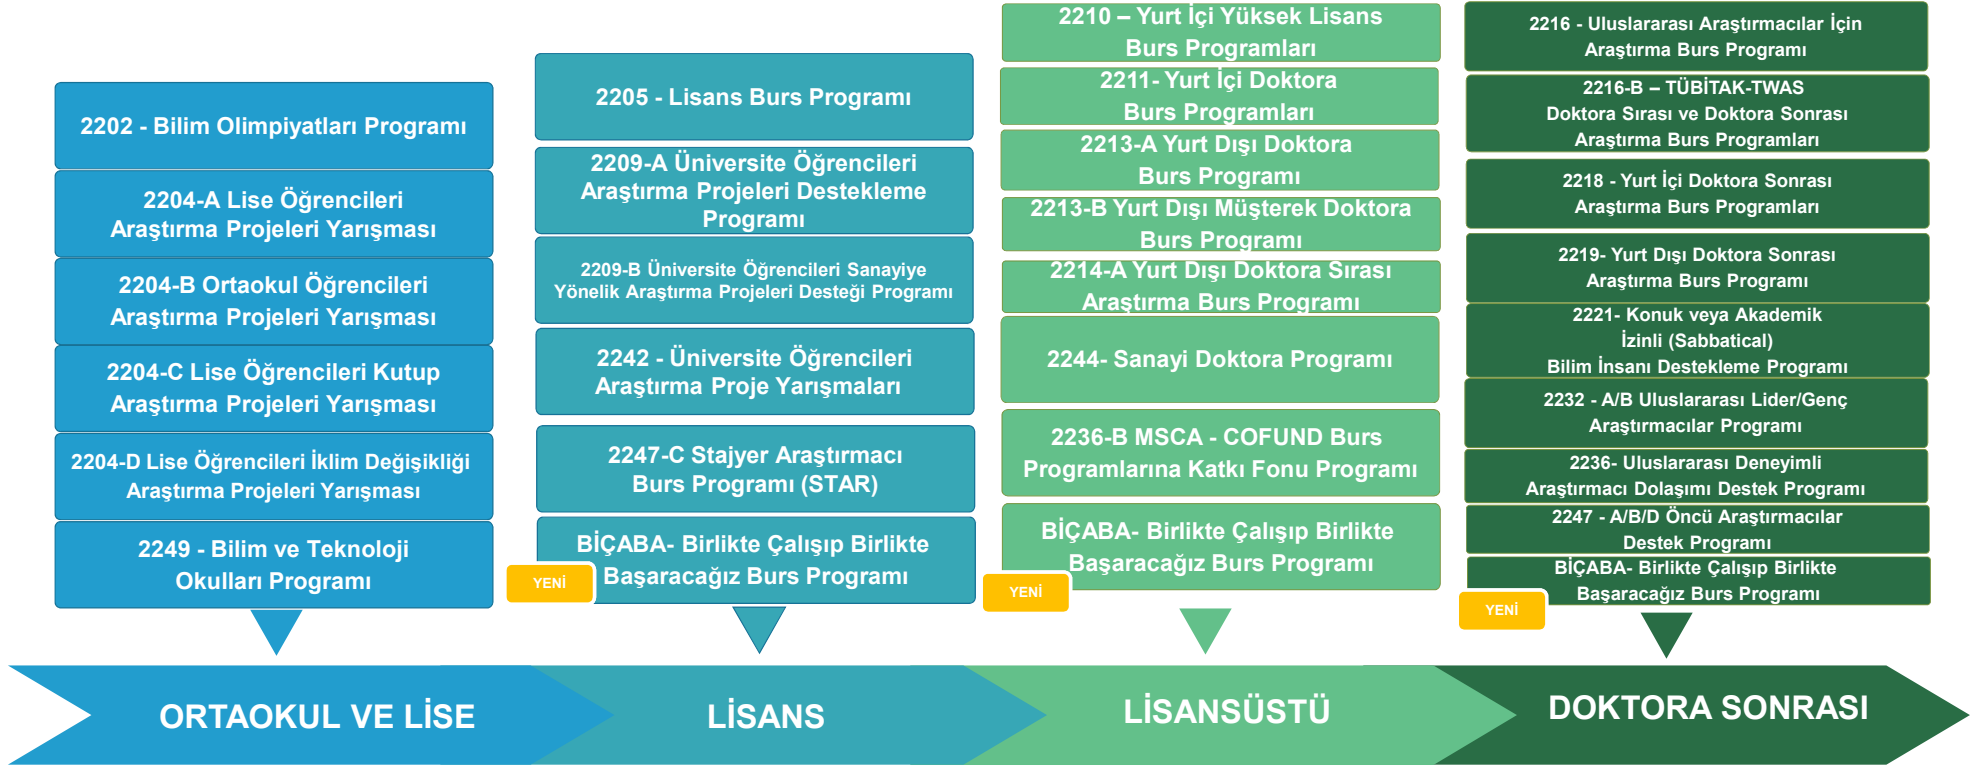 2202 - Bilim Olimpiyatları Programı
2204-A Lise Öğrencileri
Araştırma Projeleri Yarışması
2204-B Ortaokul Öğrencileri
Araştırma Projeleri Yarışması
2204-C Lise Öğrencileri Kutup
Araştırma Projeleri Yarışması
2204-D Lise Öğrencileri İklim Değişikliği
Araştırma Projeleri Yarışması
2249 - Bilim ve Teknoloji
Okulları Programı
ORTAOKUL VE LİSE
2205 - Lisans Burs Programı
2209-A Üniversite Öğrencileri
Araştırma Projeleri Destekleme
Programı
2209-B Üniversite Öğrencileri Sanayiye
Yönelik Araştırma Projeleri Desteği Programı
2242 - Üniversite Öğrencileri
Araştırma Proje Yarışmaları
2247-C Stajyer Araştırmacı
Burs Programı (STAR)
BİÇABA- Birlikte Çalışıp Birlikte
Başaracağız Burs Programı
YENİ
LİSANS
2210 – Yurt İçi Yüksek Lisans
Burs Programları
2211- Yurt İçi Doktora
Burs Programları
2213-A Yurt Dışı Doktora
Burs Programı
2213-B Yurt Dışı Müşterek Doktora
Burs Programı
2214-A Yurt Dışı Doktora Sırası
Araştırma Burs Programı
2244- Sanayi Doktora Programı
2236-B MSCA - COFUND Burs
Programlarına Katkı Fonu Programı
BİÇABA- Birlikte Çalışıp Birlikte
Başaracağız Burs Programı
YENİ
LİSANSÜSTÜ
2216 - Uluslararası Araştırmacılar İçin
Araştırma Burs Programı
2216-B – TÜBİTAK-TWAS
Doktora Sırası ve Doktora Sonrası
Araştırma Burs Programları
2218 - Yurt İçi Doktora Sonrası
Araştırma Burs Programları
2219- Yurt Dışı Doktora Sonrası
Araştırma Burs Programı
2221- Konuk veya Akademik
İzinli (Sabbatical)
Bilim İnsanı Destekleme Programı
2232 - A/B Uluslararası Lider/Genç
Araştırmacılar Programı
2236- Uluslararası Deneyimli
Araştırmacı Dolaşımı Destek Programı
2247 - A/B/D Öncü Araştırmacılar
Destek Programı
BİÇABA- Birlikte Çalışıp Birlikte
Başaracağız Burs Programı
YENİ
DOKTORA SONRASI